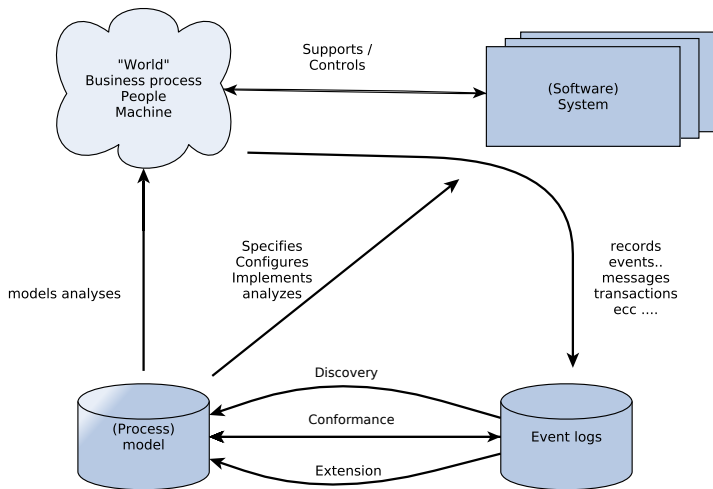 "World"
Business process
People
Machine
Supports /
Controls
(Software)
System
Specifies
Configures
Implements
analyzes
records
events..
messages
transactions
ecc ....
models analyses
Discovery
(Process)
model
Conformance
Event logs
Extension